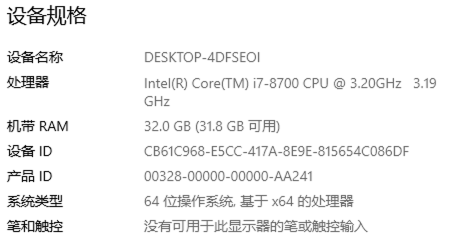 设备规格
设备名称 DESKTOP-4DFSEOI
处理器 Intel(R) Core(TM) i7-8700 CPU @ 3.20GHz 3.19
GHz
机带 RAM 32.0 GB (31.8 GB 可用)
设备 ID CB61C968-E5CC-417A-8E9E-815654C086DF
产品 ID 00328-00000-00000-AA241
系统类型 64 位操作系统, 基于 x64 的处理器
笔和触控 没有可用于此显示器的笔或触控输入